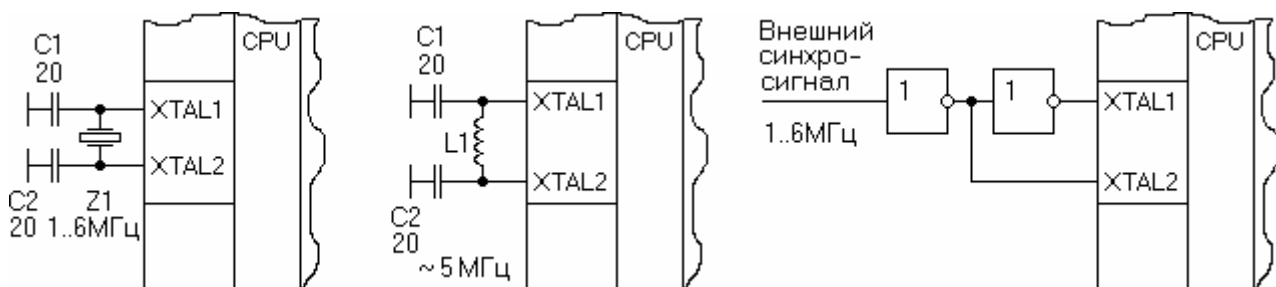 C1
20
CPU
XTAL1
XTAL2
C2
Z1
20
1..6МГц
C1
20
CPU
XTAL1
L1
XTAL2
C2
20
~5МГц
Внешний
синхро-
сигнал
1..6МГц
1
1
CPU
XTAL1
XTAL2